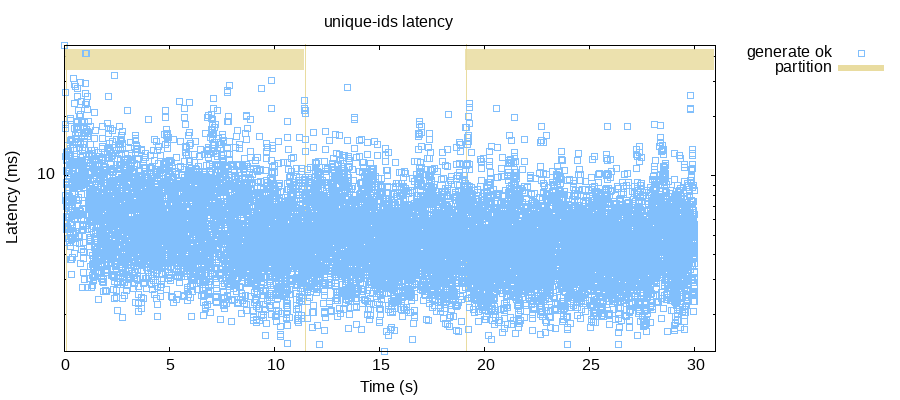 unique-ids latency
generate ok
partition
10
Latency (ms)
0 5 10 15 20 25 30
Time (s)